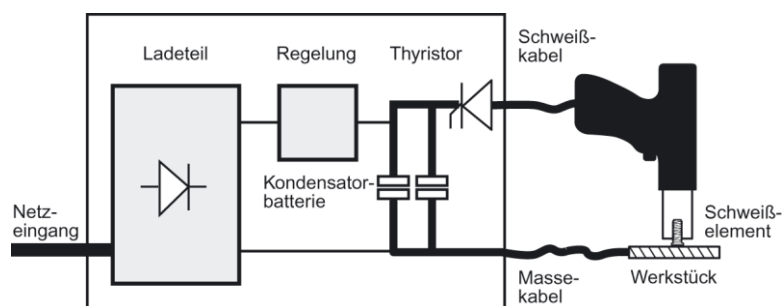 Ladeteil
Regelung
Thyristor
Schweiß-
kabel
Kondensator-
batterie
Netz-
eingang
Schweiß-
element
Masse-
kabel
Werkstück